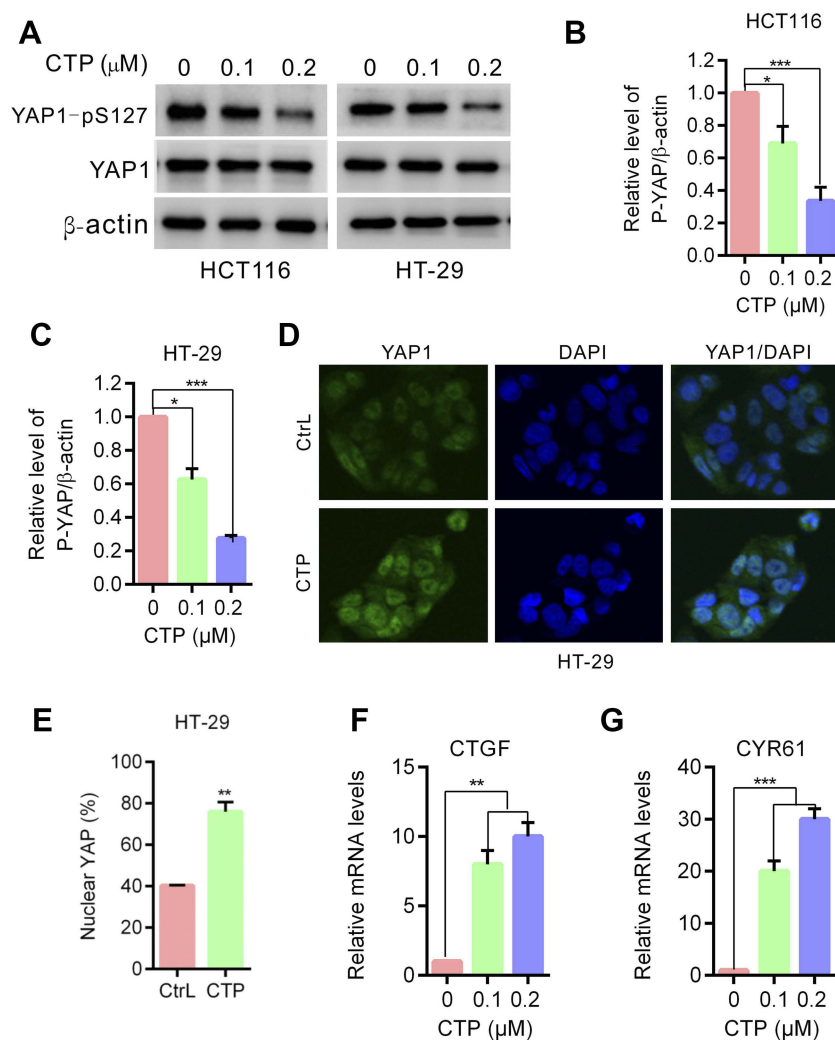 A
CTP (μM) 0 0.1 0.2 0 0.1 0.2
YAP1-pS127
YAP1
β-actin
HCT116 HT-29
B
HCT116
Relative level of
P-YAP/β-actin
1.2
1.0
0.8
0.6
0.4
0.2
0.0
***
*
0 0.1 0.2
CTP (μM)
C
HT-29
Relative level of
P-YAP/β-actin
1.2
1.0
0.8
0.6
0.4
0.2
0.0
***
*
0 0.1 0.2
CTP (μM)
D
YAP1 DAPI YAP1/DAPI
CtrL
CTP
HT-29
E
HT-29
Nuclear YAP (%)
100
80
60
40
20
0
**
CtrL CTP
F
CTGF
Relative mRNA levels
15
10
5
0
**
0 0.1 0.2
CTP (μM)
G
CYR61
Relative mRNA levels
40
30
20
10
0
***
0 0.1 0.2
CTP (μM)